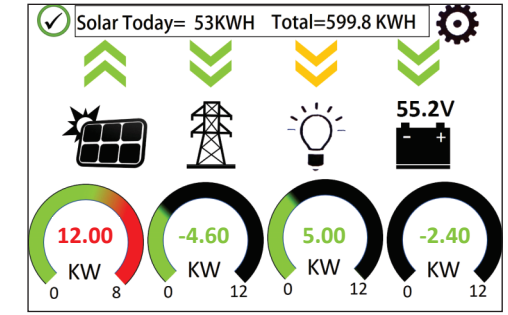 Solar Today= 53KWH Total=599.8 KWH
55.2V
- +
12.00 -4.60 5.00 -2.40
KW KW KW KW
0 8 0 12 0 12 0 12